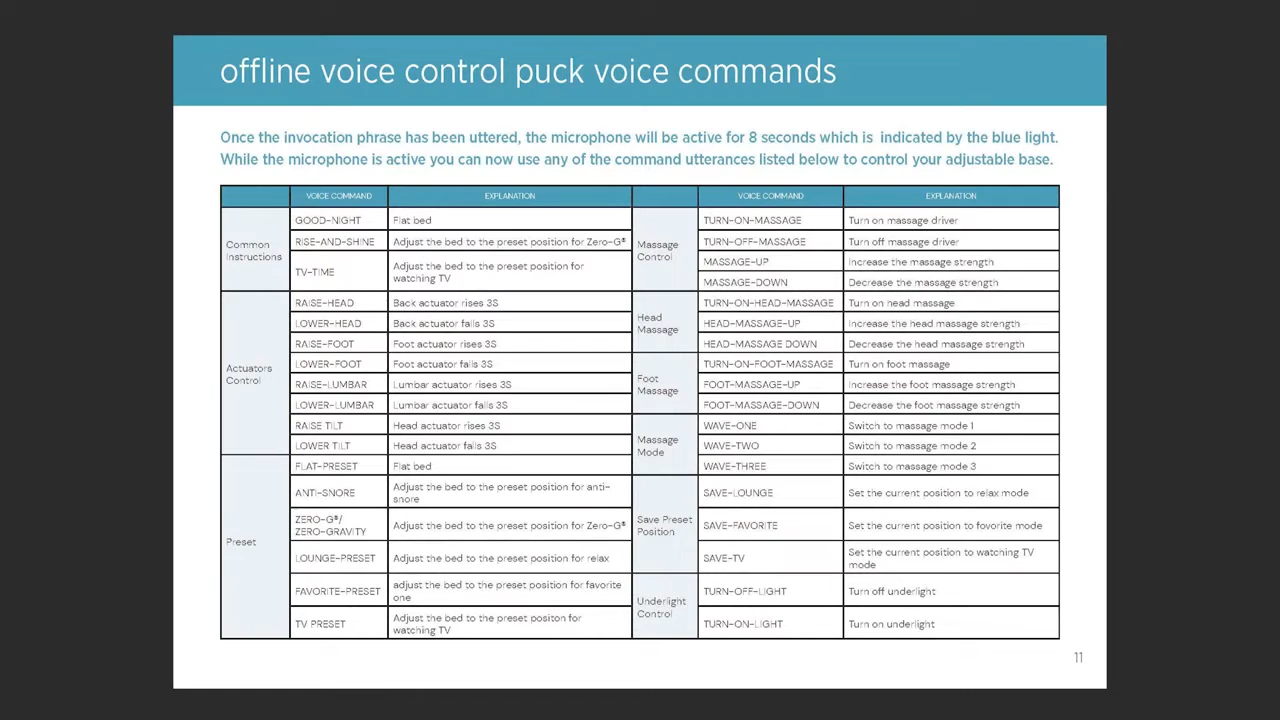 offline voice control puck voice commands
Once the invocation phrase has been uttered, the microphone will be active for 8 seconds which is indicated by the blue light.
While the microphone is active you can now use any of the command utterances listed below to control your adjustable base.
VOICE COMMAND EXPLANATION
Common
Instructions
GOOD-NIGHT Flat bed
RISE-AND-SHINE Adjust the bed to the preset position for Zero-G®
TV-TIME Adjust the bed to the preset position for
watching TV
Actuators
Control
RAISE-HEAD Back actuator rises 3S
LOWER-HEAD Back actuator falls 3S
RAISE-FOOT Foot actuator rises 3S
LOWER-FOOT Foot actuator falls 3S
RAISE-LUMBAR Lumbar actuator rises 3S
LOWER-LUMBAR Lumbar actuator falls 3S
RAISE TILT Head actuator rises 3S
LOWER TILT Head actuator falls 3S
Preset
FLAT-PRESET Flat bed
ANTI-SNORE Adjust the bed to the preset position for anti-
snore
ZERO-G®/
ZERO-GRAVITY Adjust the bed to the preset position for Zero-G®
LOUNGE-PRESET Adjust the bed to the preset position for relax
FAVORITE-PRESET adjust the bed to the preset position for favorite
one
TV PRESET Adjust the bed to the preset positon for
watching TV
VOICE COMMAND EXPLANATION
Massage
Control
TURN-ON-MASSAGE Turn on massage driver
TURN-OFF-MASSAGE Turn off massage driver
MASSAGE-UP Increase the massage strength
MASSAGE-DOWN Decrease the massage strength
Head
Massage
TURN-ON-HEAD-MASSAGE Turn on head massage
HEAD-MASSAGE-UP Increase the head massage strength
HEAD-MASSAGE DOWN Decrease the head massage strength
Foot
Massage
TURN-ON-FOOT-MASSAGE Turn on foot massage
FOOT-MASSAGE-UP Increase the foot massage strength
FOOT-MASSAGE-DOWN Decrease the foot massage strength
Massage
Mode
WAVE-ONE Switch to massage mode 1
WAVE-TWO Switch to massage mode 2
WAVE-THREE Switch to massage mode 3
Save Preset
Position
SAVE-LOUNGE Set the current position to relax mode
SAVE-FAVORITE Set the current position to fovorite mode
SAVE-TV Set the current position to watching TV
mode
Underlight
Control
TURN-OFF-LIGHT Turn off underlight
TURN-ON-LIGHT Turn on underlight
11